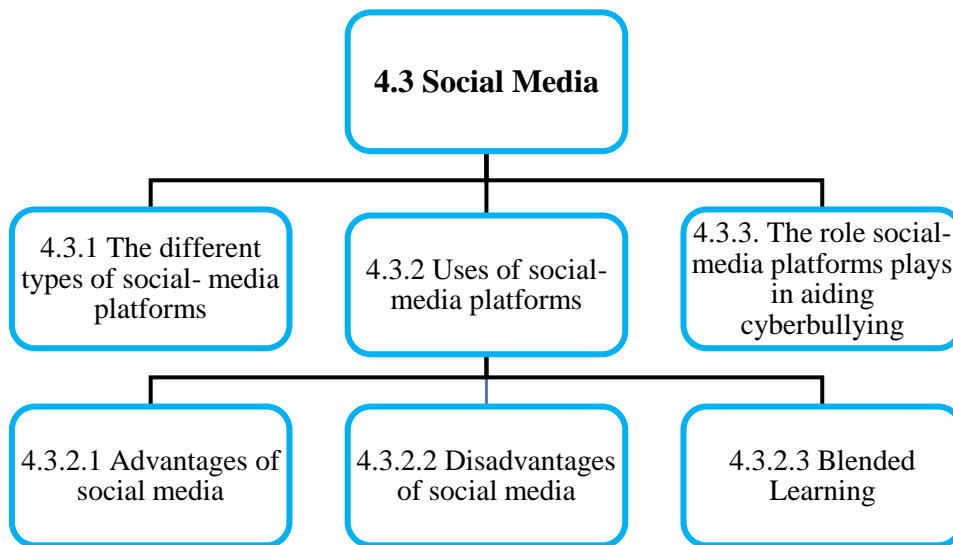 4.3 Social Media
4.3.1 The different
types of social- media
platforms
4.3.2 Uses of social-
media platforms
4.3.3. The role social-
media platforms plays
in aiding
cyberbullying
4.3.2.1 Advantages of
social media
4.3.2.2 Disadvantages
of social media
4.3.2.3 Blended
Learning